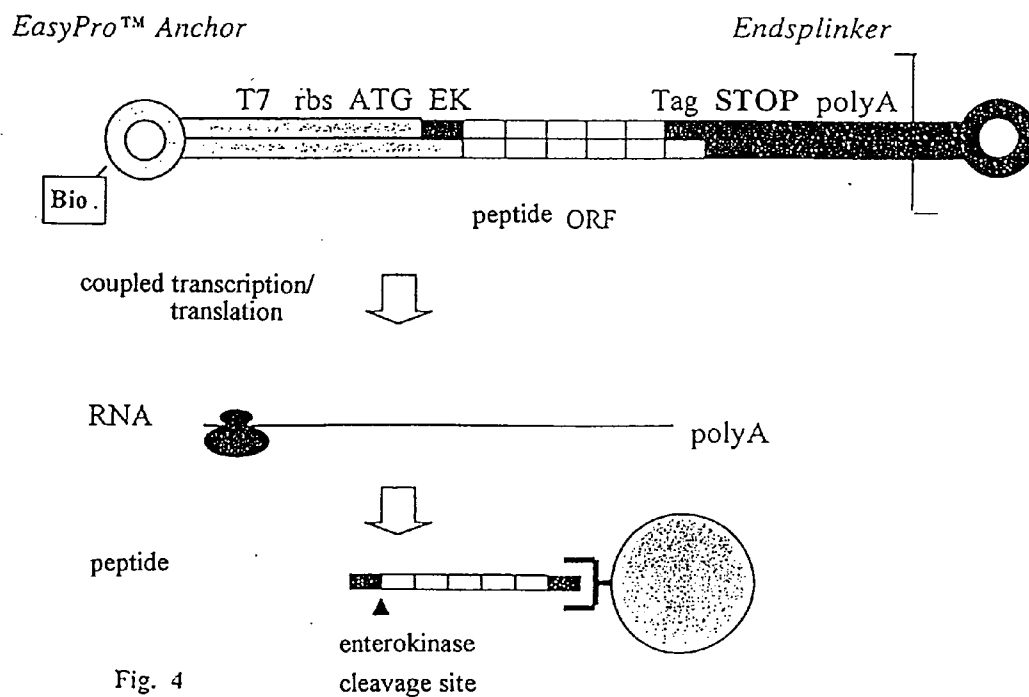 EasyPro™ Anchor
Endsplinker
T7 rbs ATG EK
Tag STOP polyA
Bio.
peptide ORF
coupled transcription/
translation
RNA
polyA
peptide
enterokinase
cleavage site
Fig. 4